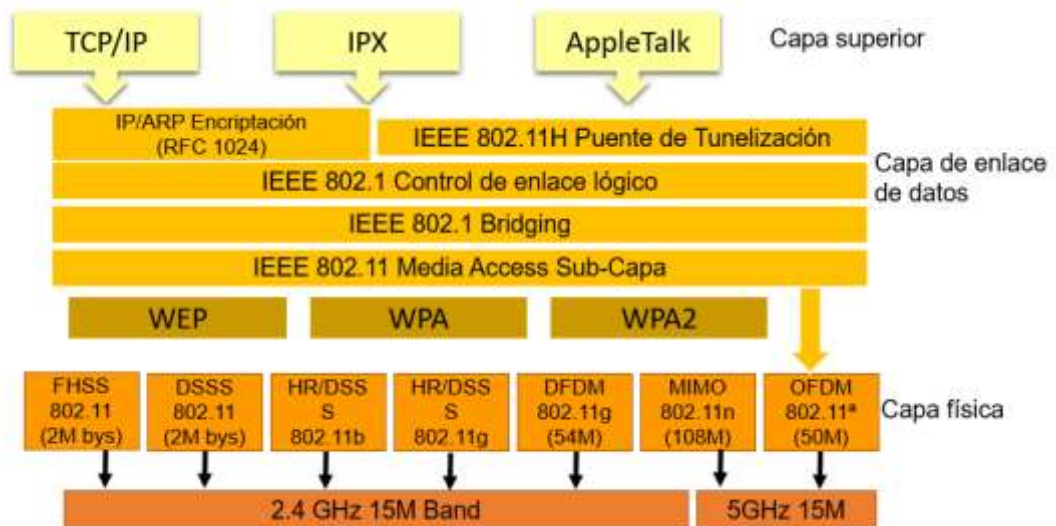 TCP/IP
IPX
AppleTalk
Capa superior
IP/ARP Encriptación
(RFC 1024)
IEEE 802.11H Puente de Tunelización
IEEE 802.1 Control de enlace lógico
Capa de enlace
de datos
IEEE 802.1 Bridging
IEEE 802.11 Media Access Sub-Capa
WEP
WPA
WPA2
FHSS
802.11
(2M bys)
DSSS
802.11
(2M bys)
HR/DSS
S
802.11b
HR/DSS
S
802.11g
DFDM
802.11g
(54M)
MIMO
802.11n
(108M)
OFDM
802.11ª
(50M)
Capa física
2.4 GHz 15M Band
5GHz 15M